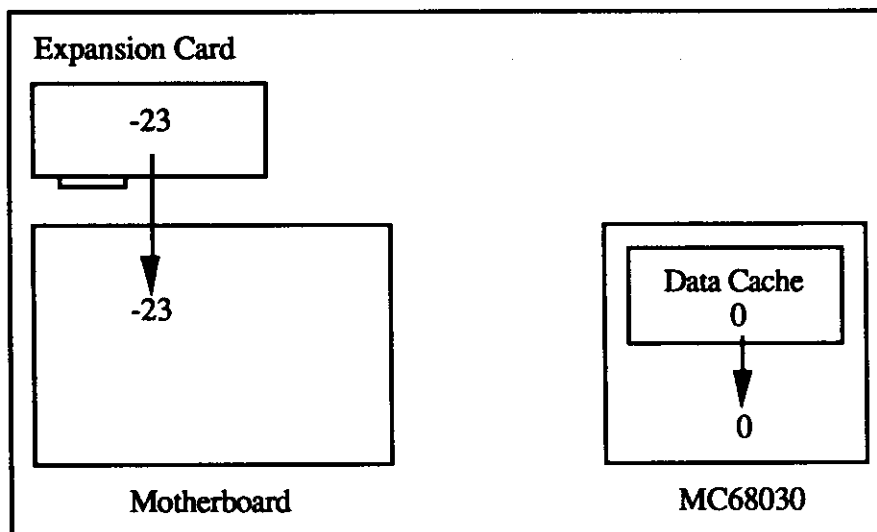 Expansion Card
-23
-23
Data Cache
0
0
Motherboard
MC68030